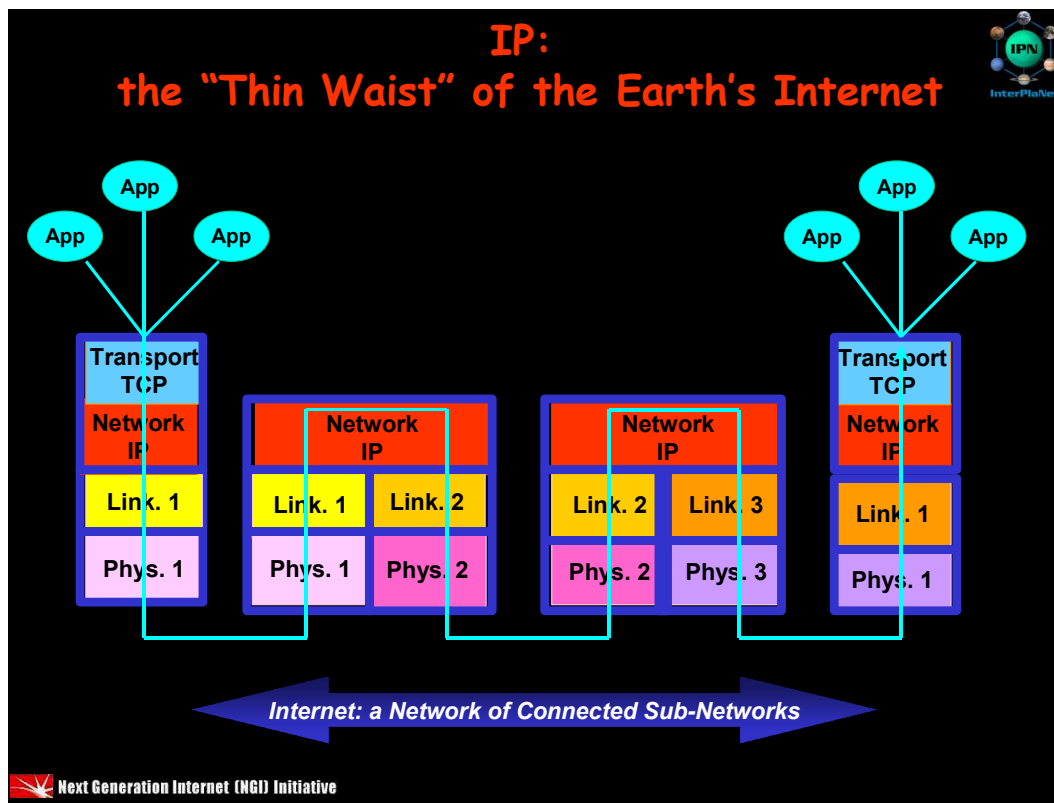 IP:
the “Thin Waist” of the Earth’s Internet
IPN
InterPlaNe
App
App
App
App
App
App
Transport
TCP
Network
IP
Link. 1
Phys. 1
Network
IP
Link. 1
Link. 2
Phys. 1
Phys. 2
Network
IP
Link. 2
Link. 3
Phys. 2
Phys. 3
Transport
TCP
Network
IP
Link. 1
Phys. 1
Internet: a Network of Connected Sub-Networks
Next Generation Internet (NGI) Initiative